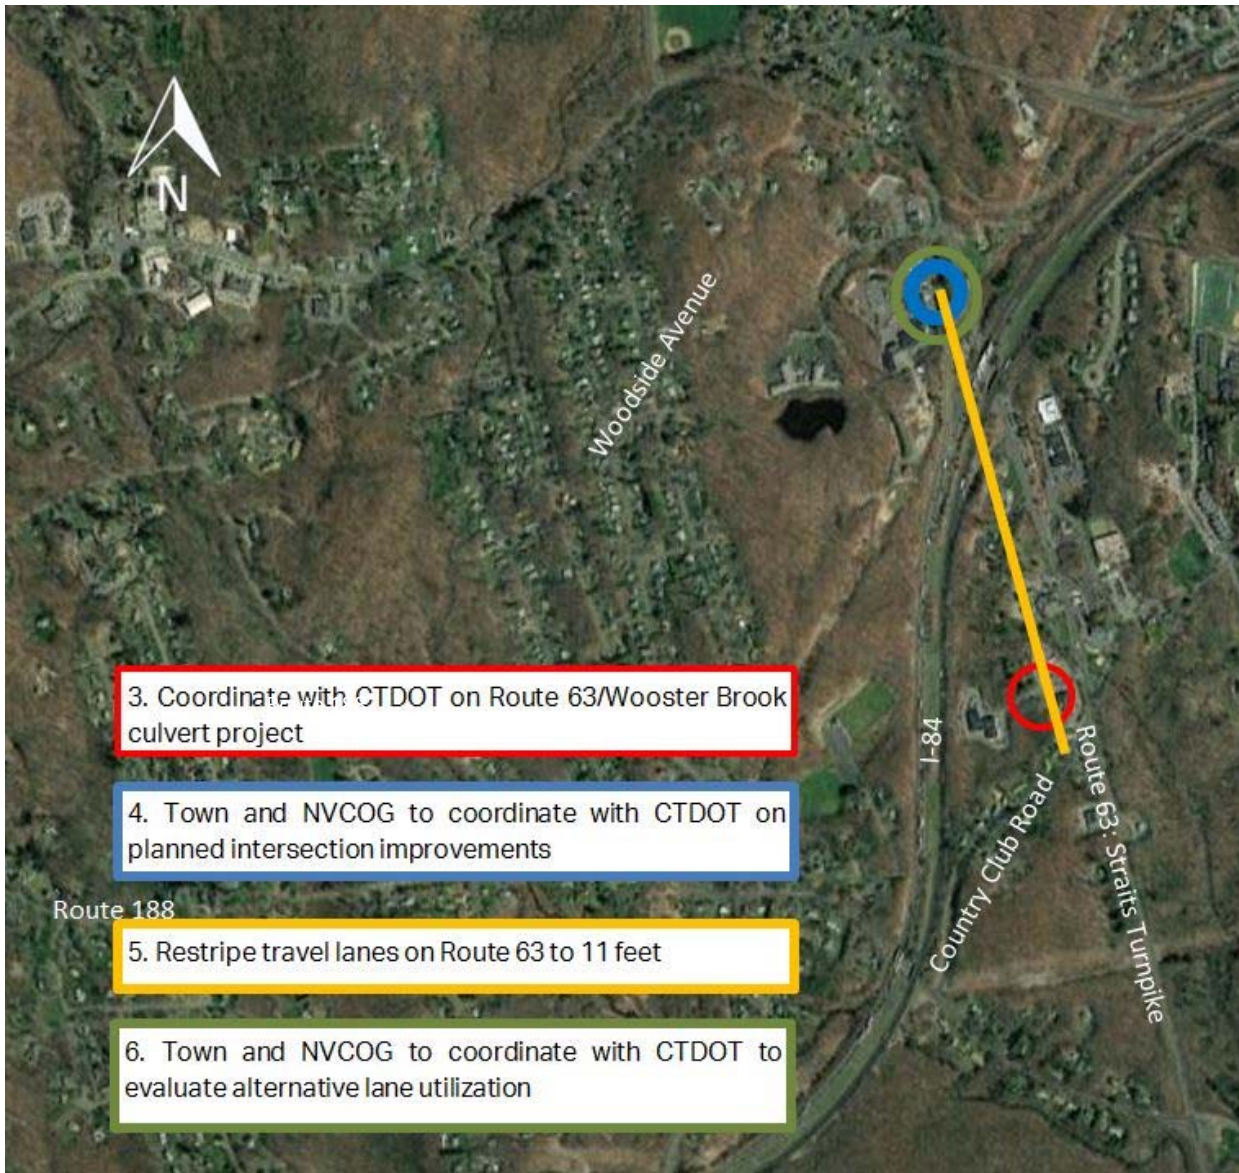 N
Woodside Avenue
3. Coordinate with CTDOT on Route 63/Wooster Brook
culvert project
I-84
Route 63: Straits Turnpike
Country Club Road
4. Town and NVCOG to coordinate with CTDOT on
planned intersection improvements
Route 188
5. Restripe travel lanes on Route 63 to 11 feet
6. Town and NVCOG to coordinate with CTDOT to
evaluate alternative lane utilization